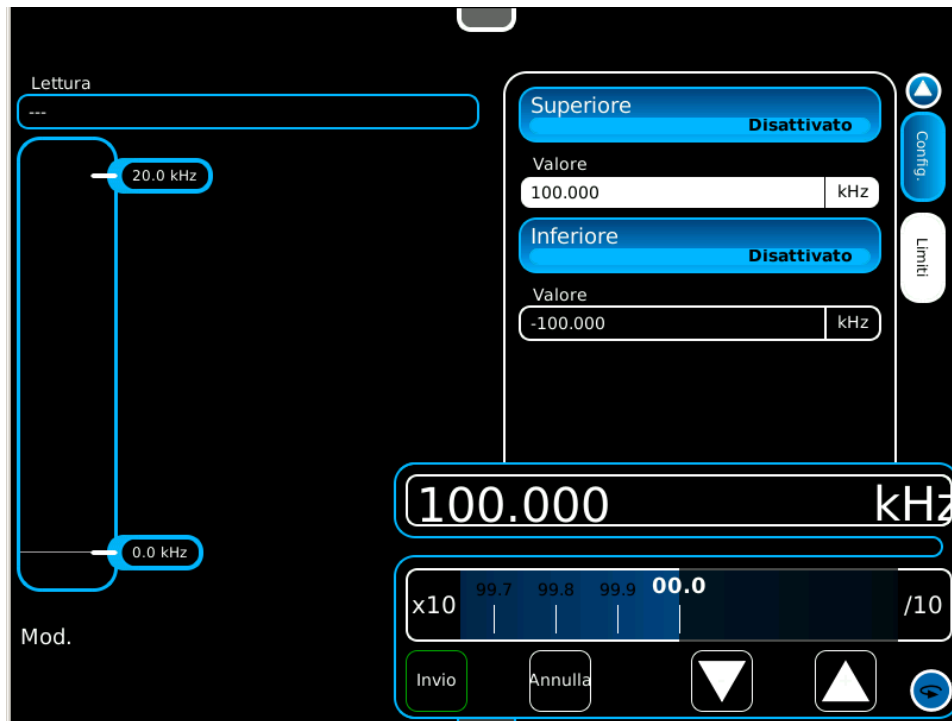 Lettura
---
20.0 kHz
0.0 kHz
Mod.
Superiore
Disattivato
Valore
100.000 kHz
Inferiore
Disattivato
Valore
-100.000 kHz
Config.
Limiti
100.000 kHz
x10 99.7 99.8 99.9 00.0 /10
Invio Annulla